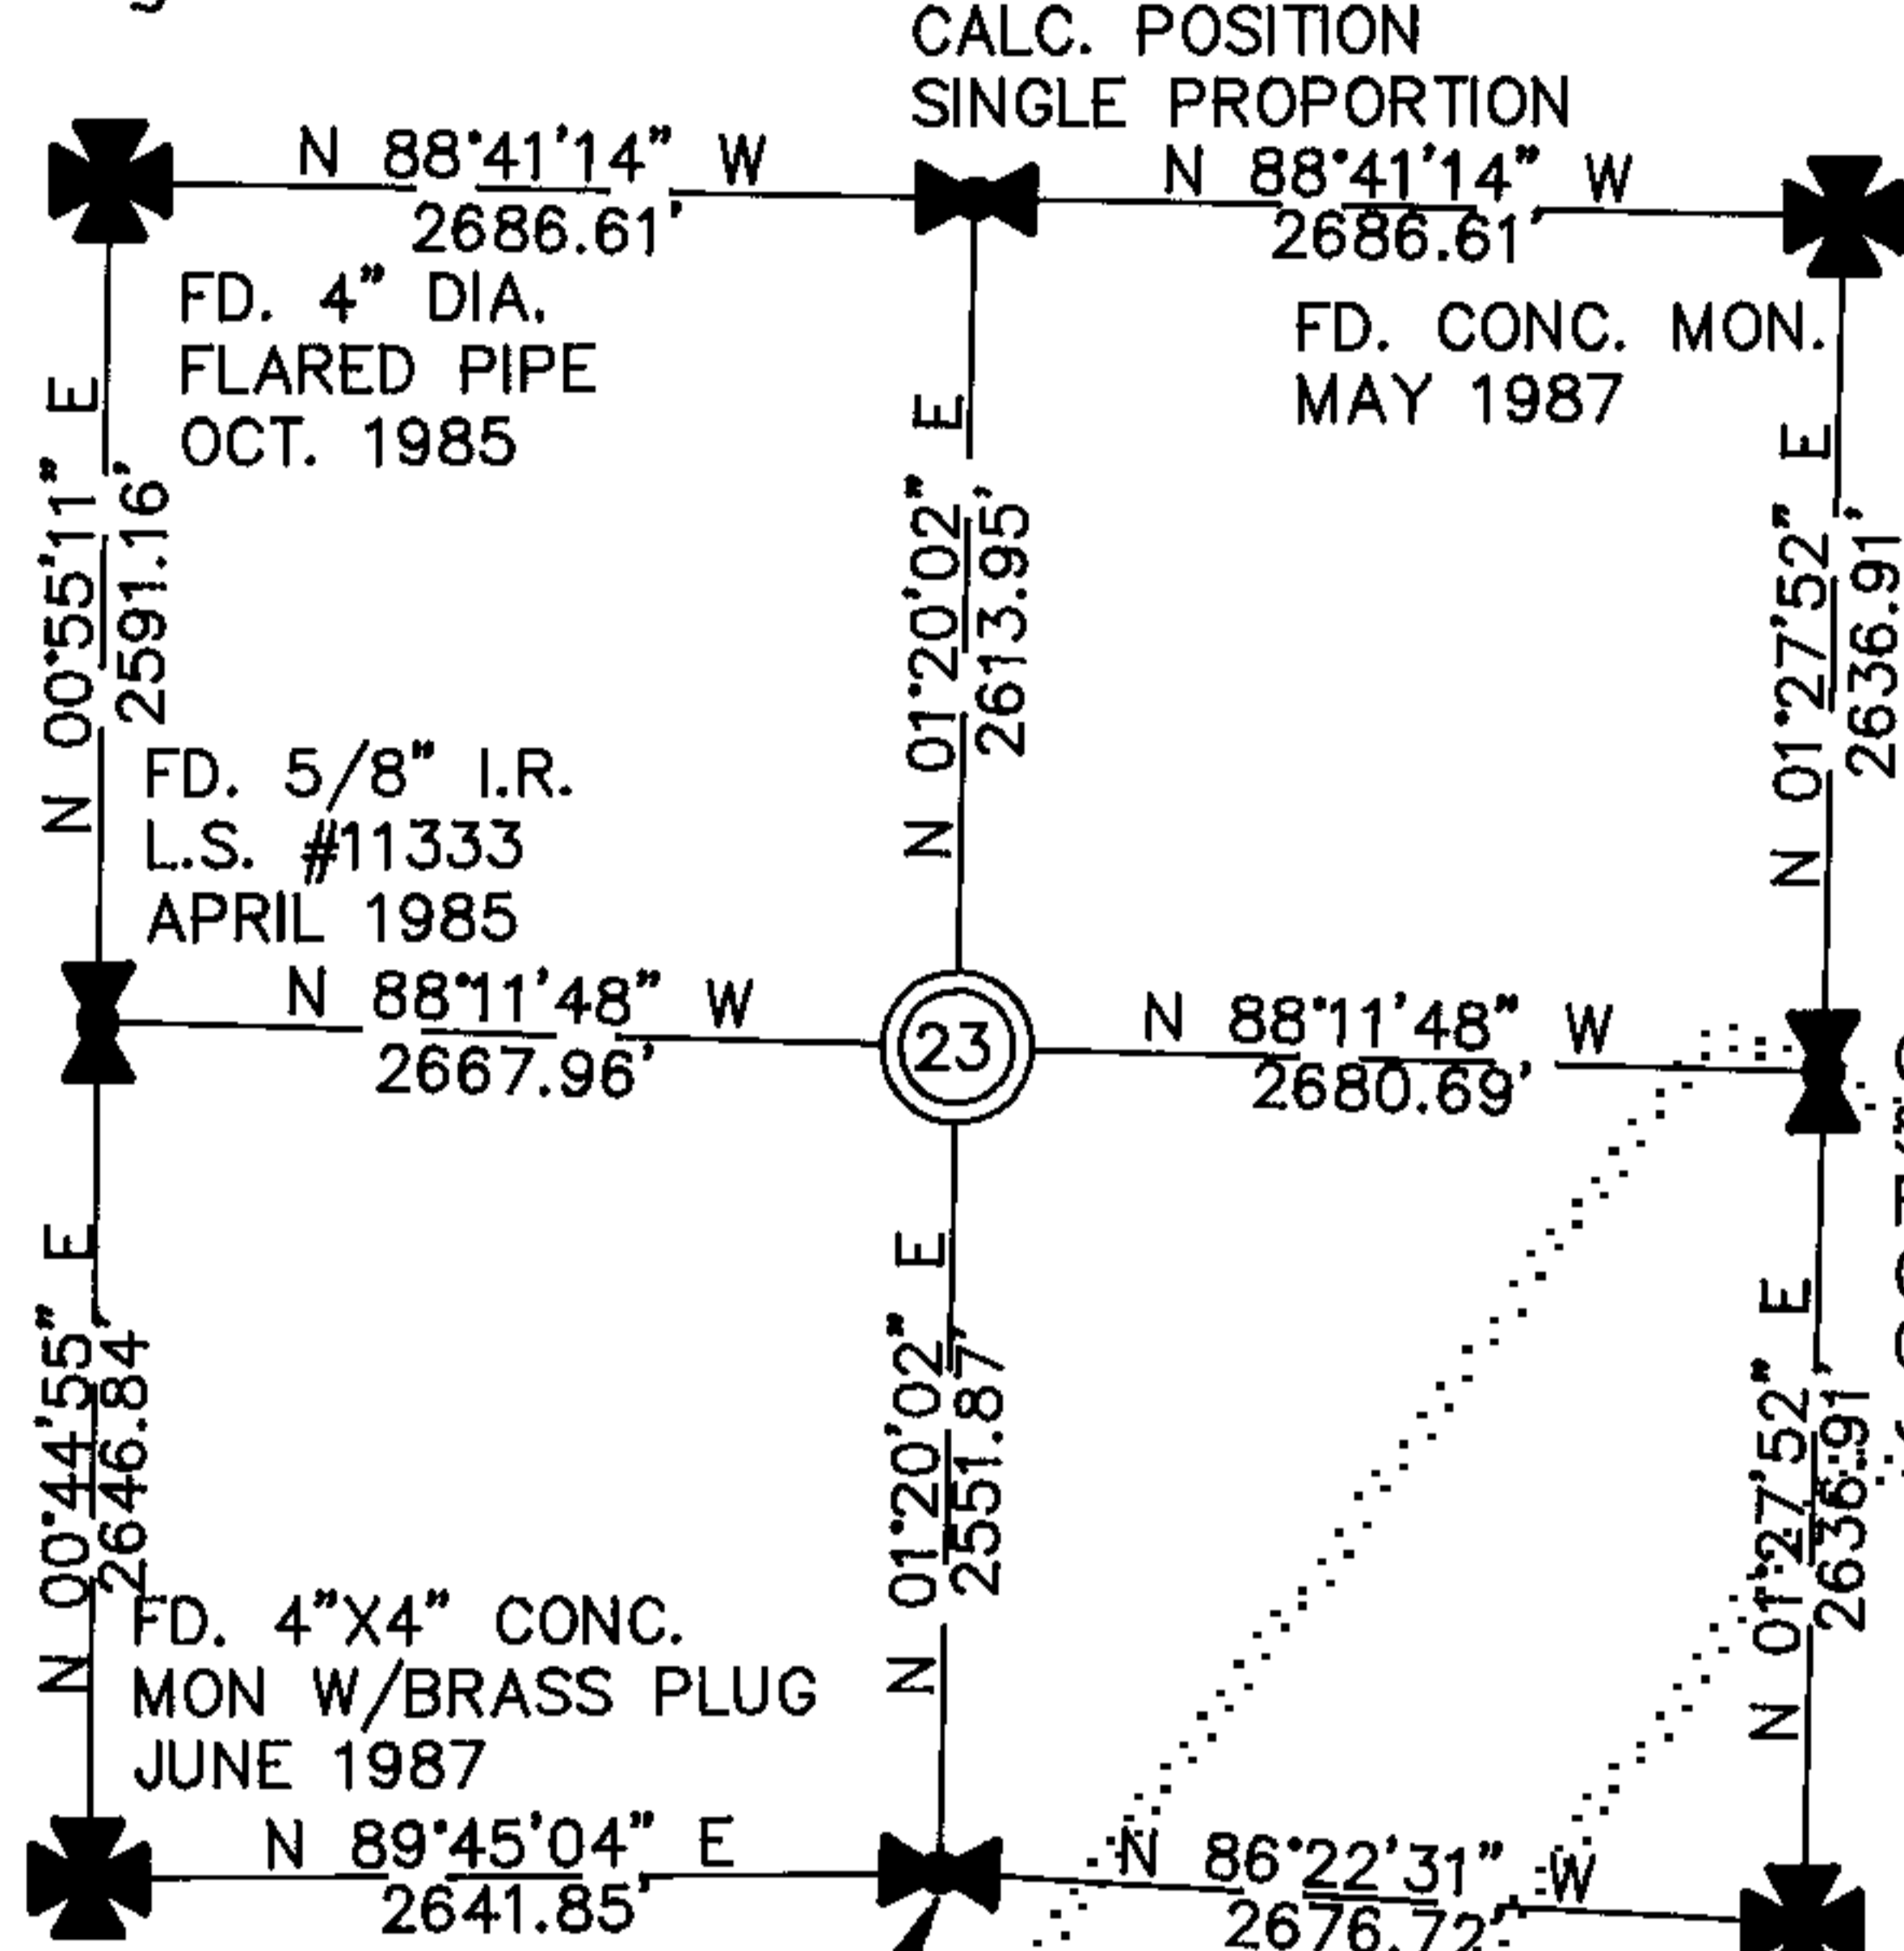 CALC. POSITION
SINGLE PROPORTION
N 88°41'14" W
2686.61'
N 88°41'14" W
2686.61'
FD. 4" DIA.
FLARED PIPE
OCT. 1985
FD. CONC. MON.
MAY 1987
N 00°55'11" E
2591.16'
N 01°20'02" E
2613.95'
N 01°27'52" E
2636.91'
FD. 5/8" I.R.
L.S. #11333
APRIL 1985
N 88°11'48" W
2667.96'
23
N 88°11'48" W
2680.69'
N 00°44'55" E
2646.84'
N 01°20'02" E
2551.87'
N 01°27'52" E
2636.91'
FD. 4"X4" CONC.
MON W/BRASS PLUG
JUNE 1987
N 89°45'04" E
2641.85'
N 86°22'31" W
2676.72'